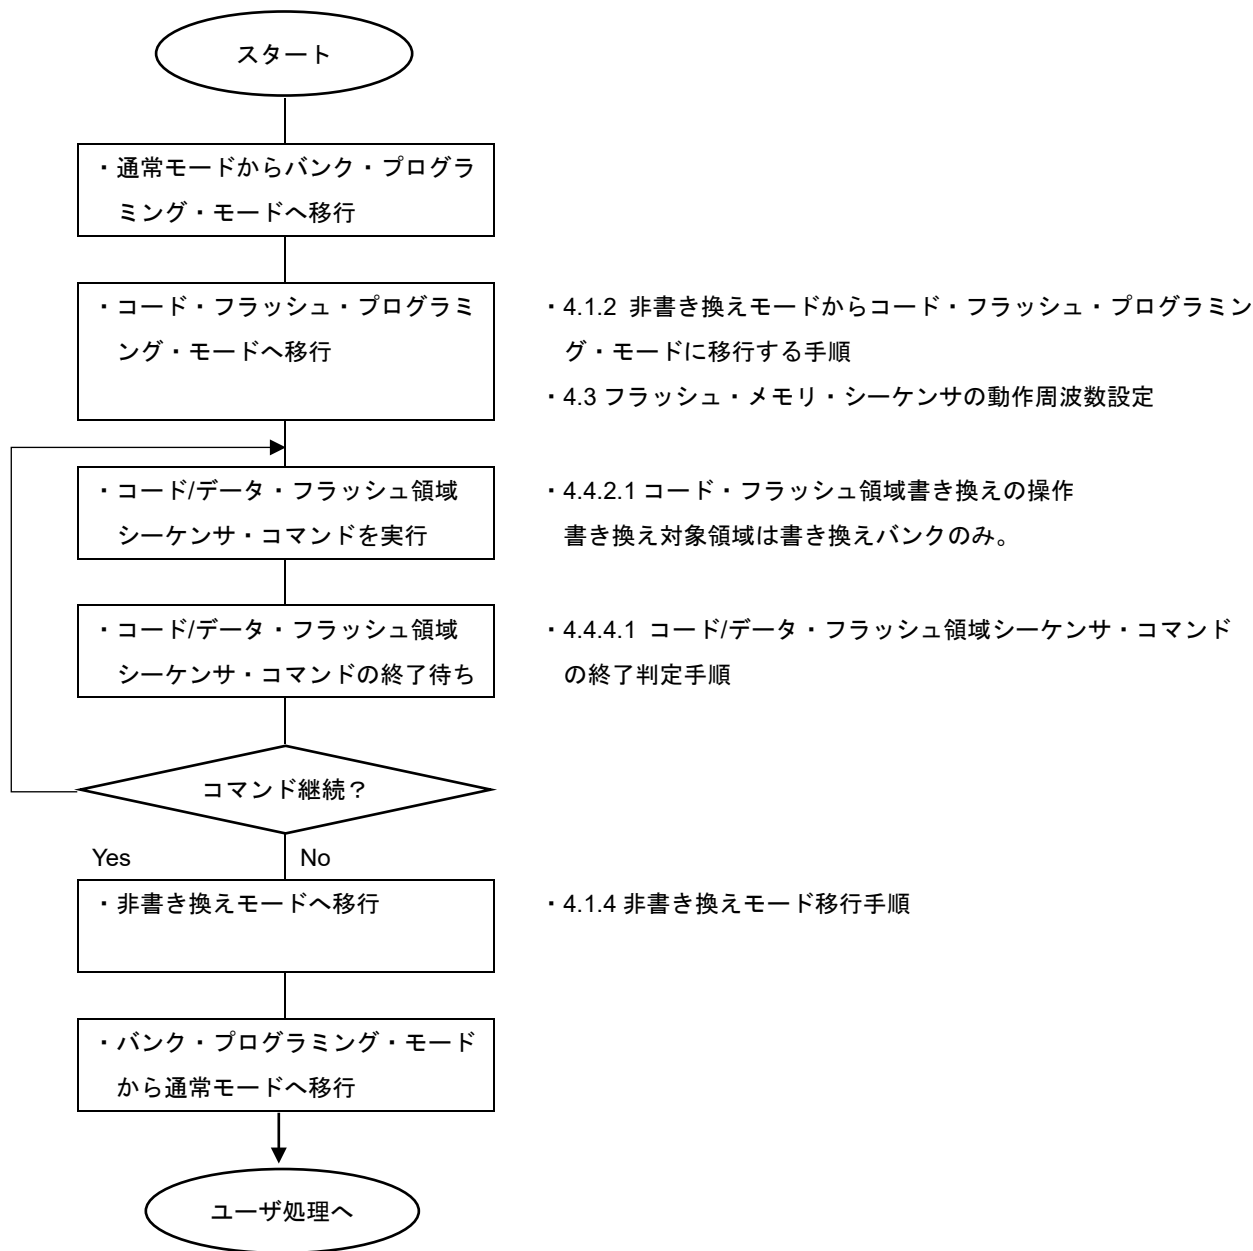 スタート
・通常モードからバンク・プログラ
ミング・モードへ移行
・コード・フラッシュ・プログラミ
ング・モードへ移行
・4.1.2 非書き換えモードからコード・フラッシュ・プログラミン
グ・モードに移行する手順
・4.3 フラッシュ・メモリ・シーケンサの動作周波数設定
・コード/データ・フラッシュ領域
シーケンサ・コマンドを実行
・4.4.2.1 コード・フラッシュ領域書き換えの操作
書き換え対象領域は書き換えバンクのみ。
・コード/データ・フラッシュ領域
シーケンサ・コマンドの終了待ち
・4.4.4.1 コード/データ・フラッシュ領域シーケンサ・コマンド
の終了判定手順
コマンド継続？
Yes
No
・非書き換えモードへ移行
・4.1.4 非書き換えモード移行手順
・バンク・プログラミング・モード
から通常モードへ移行
ユーザ処理へ